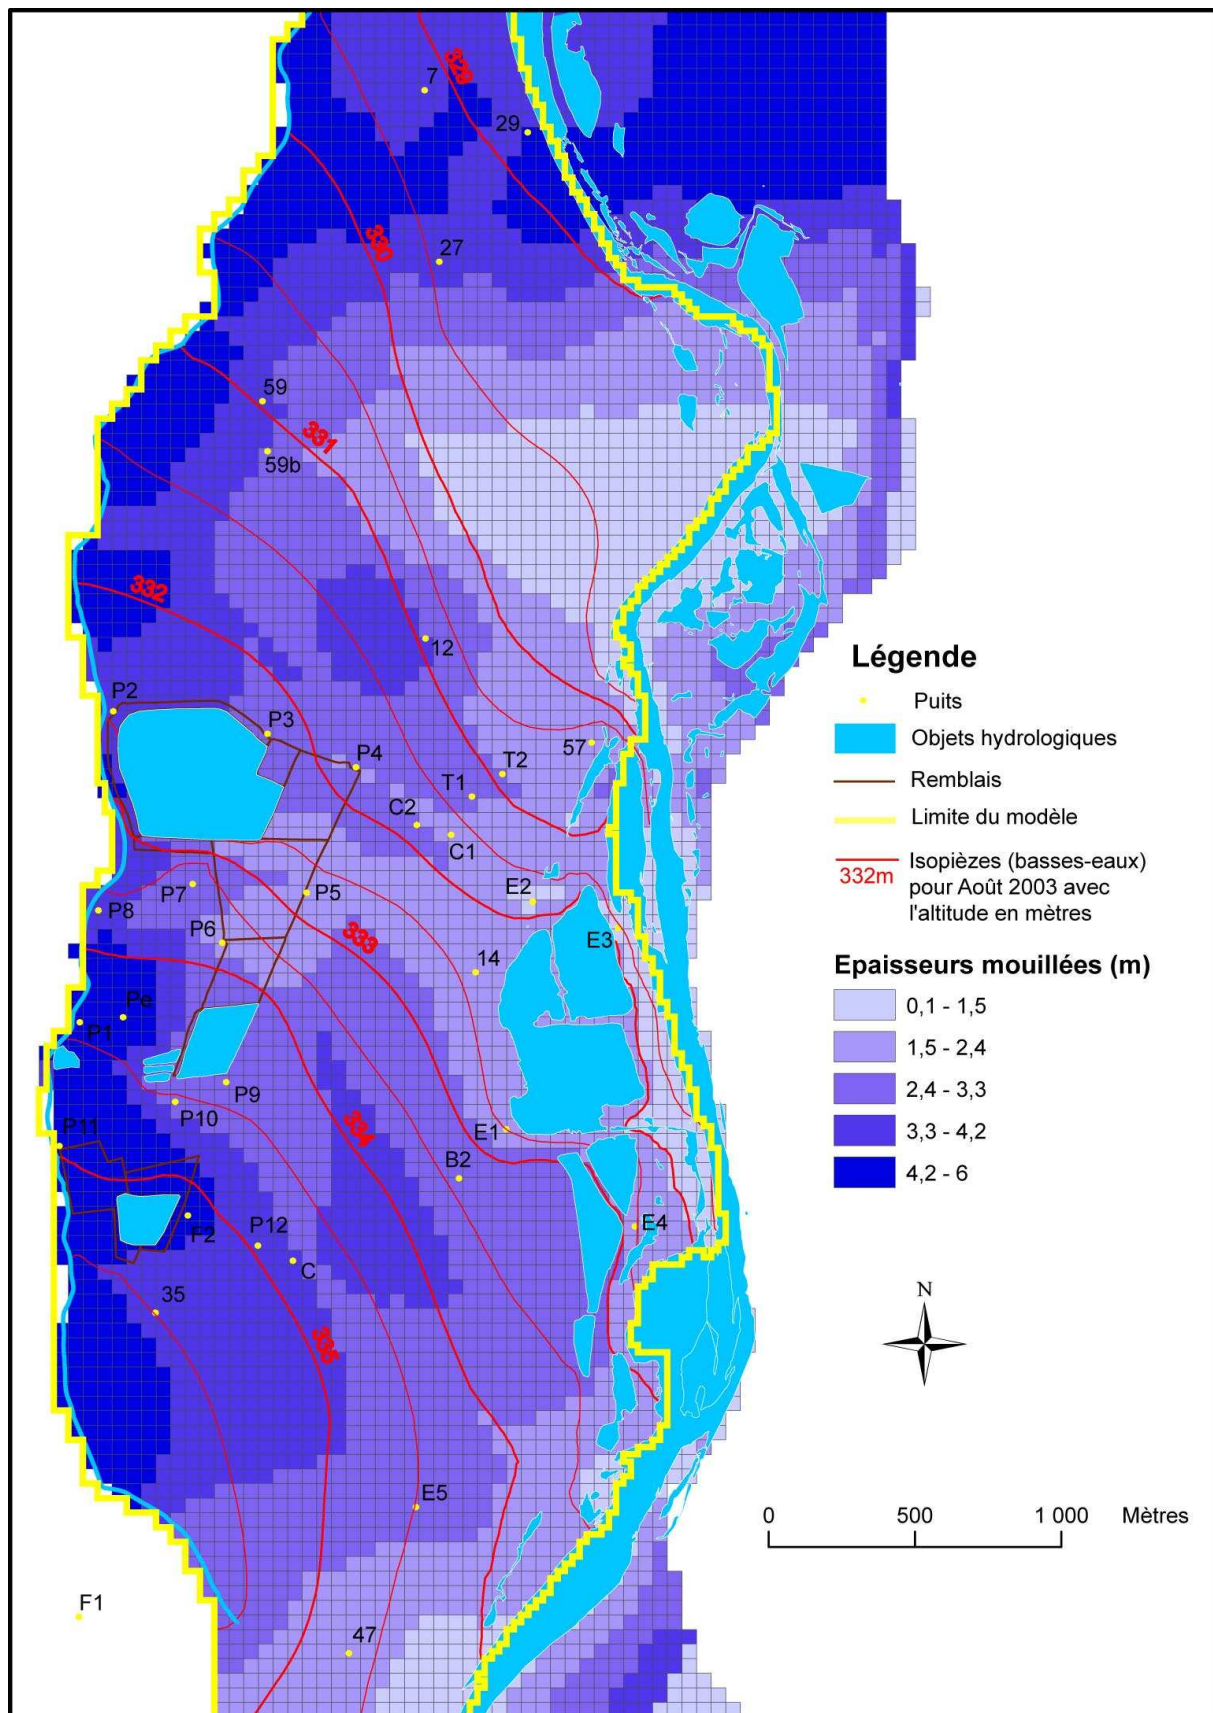 329
7
29
330
27
59
331
59b
332
12
P2
P3
P4
57
T2
T1
C2
C1
P7
P5
E2
P8
P6
333
E3
14
Pe
P1
P9
P10
334
P11
E1
B2
F2
P12
E4
C
35
335
E5
F1
47
Légende
Puits
Objets hydrologiques
Remblais
Limite du modèle
Isopièzes (basses-eaux)
332m pour Août 2003 avec
l'altitude en mètres
Epaisseurs mouillées (m)
0,1 - 1,5
1,5 - 2,4
2,4 - 3,3
3,3 - 4,2
4,2 - 6
N
0 500 1 000 Mètres